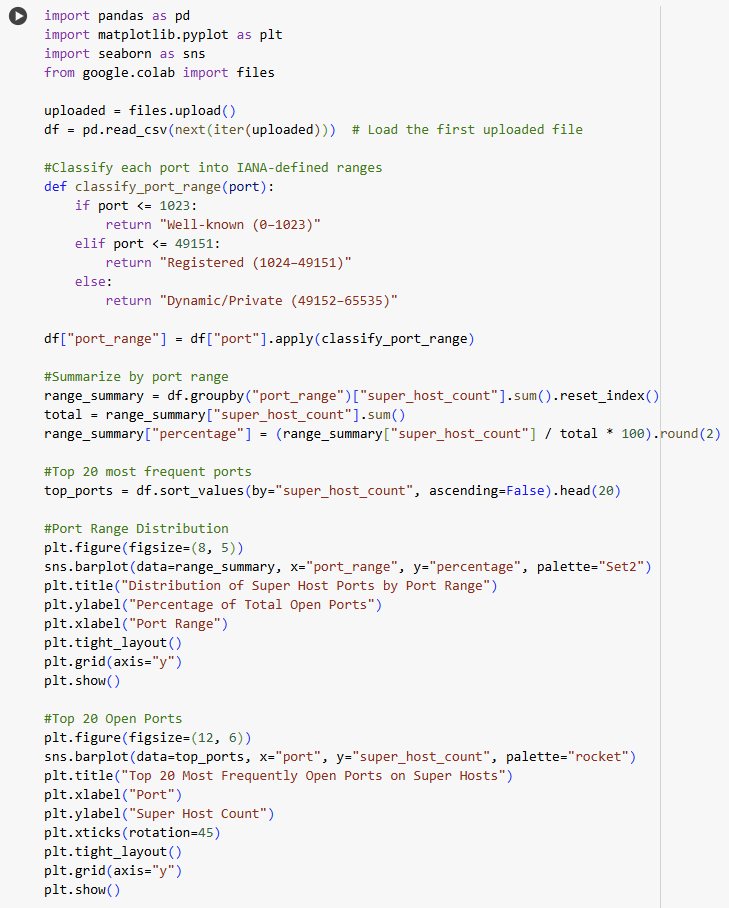 import pandas as pd
import matplotlib.pyplot as plt
import seaborn as sns
from google.colab import files

uploaded = files.upload()
df = pd.read_csv(next(iter(uploaded)))  # Load the first uploaded file

#Classify each port into IANA-defined ranges
def classify_port_range(port):
    if port <= 1023:
        return "Well-known (0–1023)"
    elif port <= 49151:
        return "Registered (1024–49151)"
    else:
        return "Dynamic/Private (49152–65535)"

df["port_range"] = df["port"].apply(classify_port_range)

#Summarize by port range
range_summary = df.groupby("port_range")["super_host_count"].sum().reset_index()
total = range_summary["super_host_count"].sum()
range_summary["percentage"] = (range_summary["super_host_count"] / total * 100).round(2)

#Top 20 most frequent ports
top_ports = df.sort_values(by="super_host_count", ascending=False).head(20)

#Port Range Distribution
plt.figure(figsize=(8, 5))
sns.barplot(data=range_summary, x="port_range", y="percentage", palette="Set2")
plt.title("Distribution of Super Host Ports by Port Range")
plt.ylabel("Percentage of Total Open Ports")
plt.xlabel("Port Range")
plt.tight_layout()
plt.grid(axis="y")
plt.show()

#Top 20 Open Ports
plt.figure(figsize=(12, 6))
sns.barplot(data=top_ports, x="port", y="super_host_count", palette="rocket")
plt.title("Top 20 Most Frequently Open Ports on Super Hosts")
plt.xlabel("Port")
plt.ylabel("Super Host Count")
plt.xticks(rotation=45)
plt.tight_layout()
plt.grid(axis="y")
plt.show()